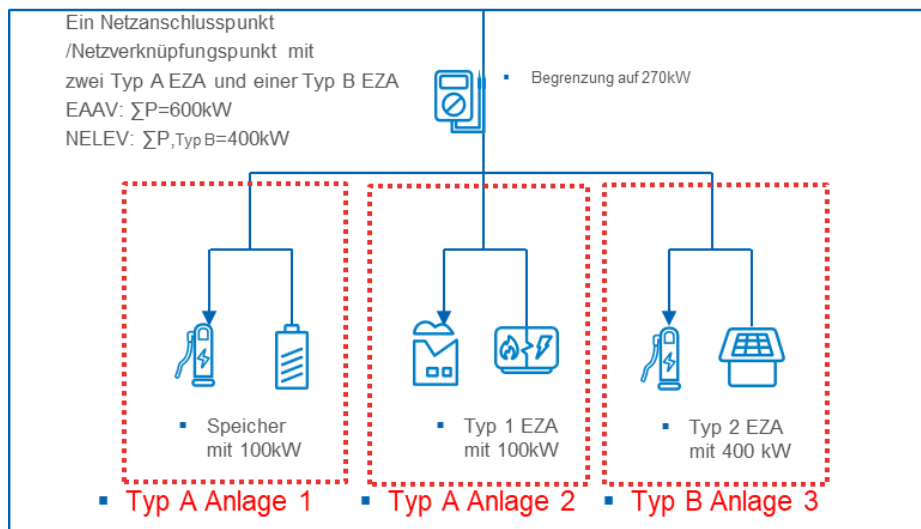 Ein Netzanschlusspunkt
/Netzverknüpfungspunkt mit
zwei Typ A EZA und einer Typ B EZA
EAAV: ∑P=600kW
NELEV: ∑P,Typ B=400kW
▪ Begrenzung auf 270kW
▪ Speicher
mit 100kW
▪ Typ 1 EZA
mit 100kW
▪ Typ 2 EZA
mit 400 kW
▪ Typ A Anlage 1
▪ Typ A Anlage 2
▪ Typ B Anlage 3